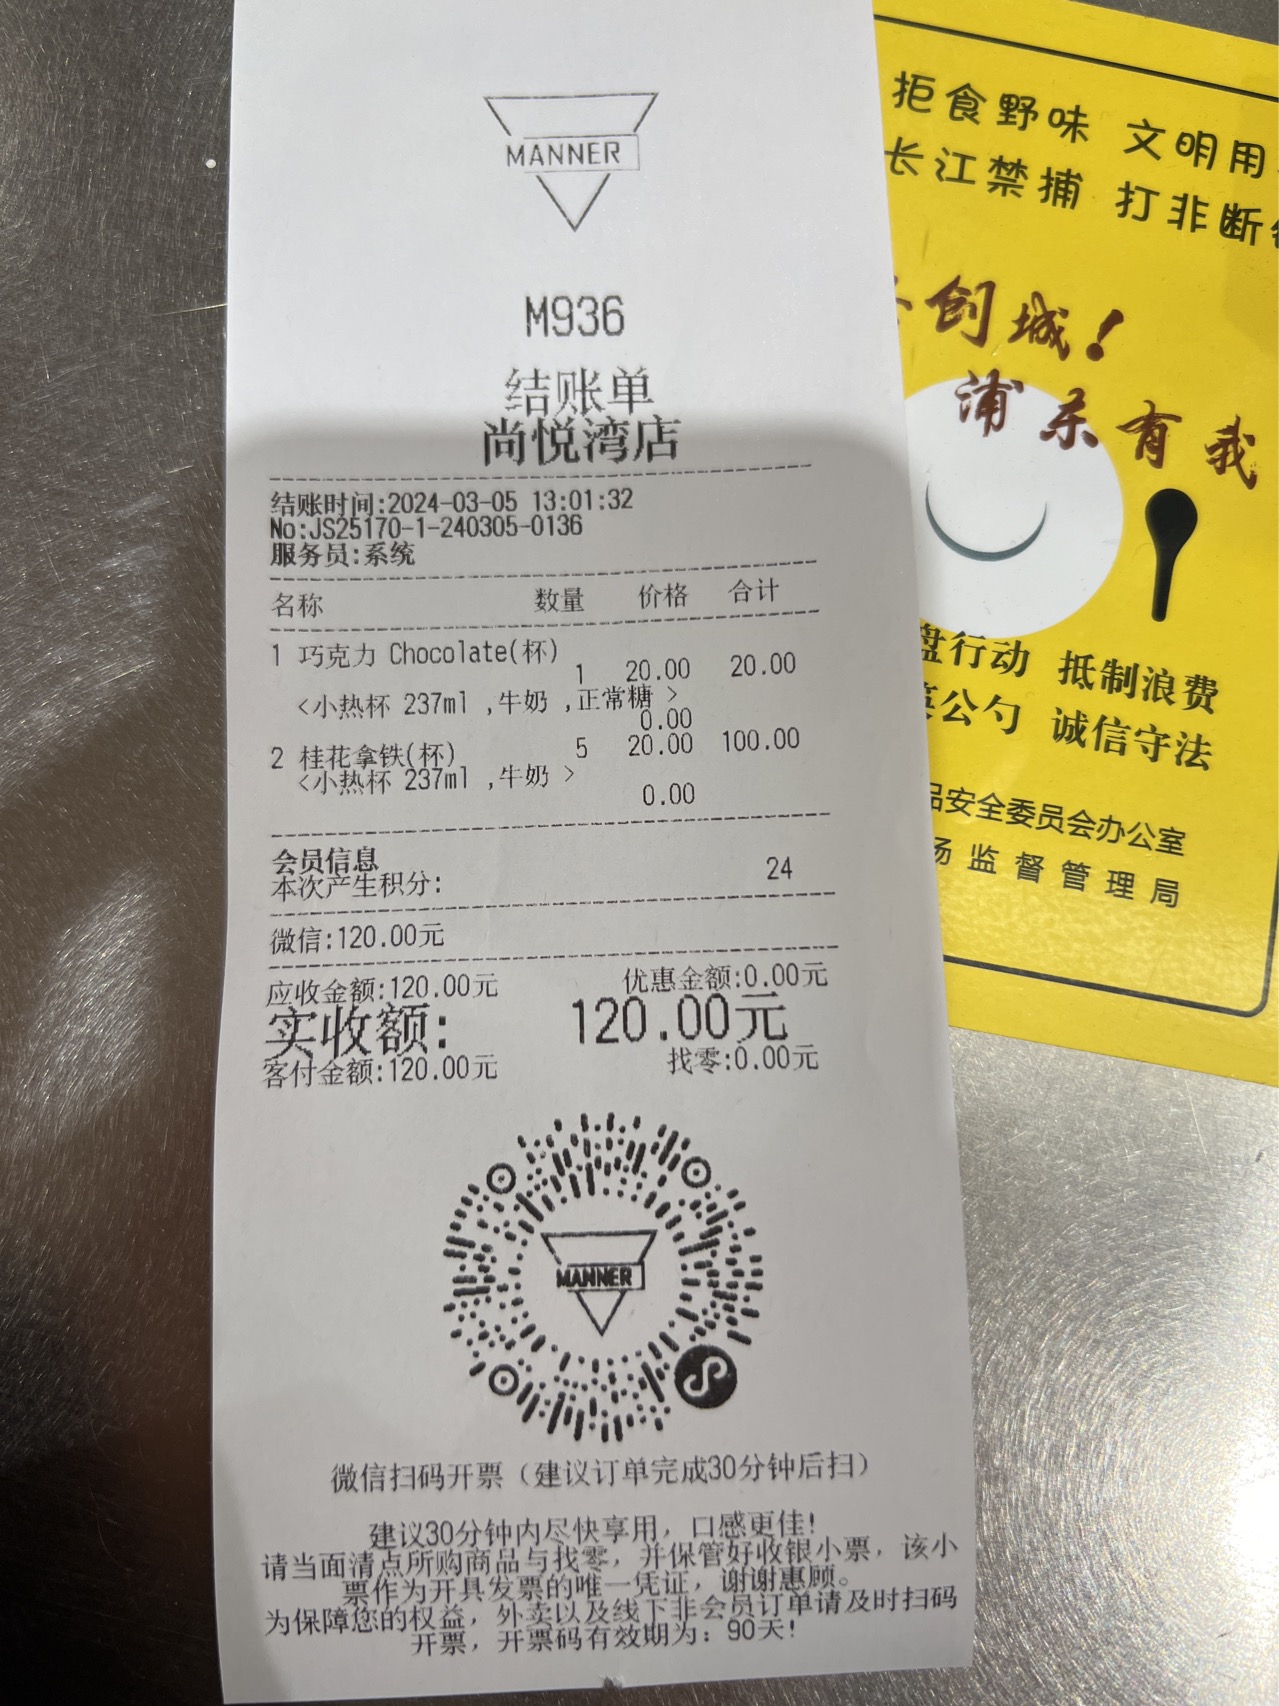 MANNER
M936
结账单
尚悦湾店
结账时间:2024-03-05 13:01:32
No:JS25170-1-240305-0136
服务员:系统
名称 数量 价格 合计
1 巧克力 Chocolate(杯)
1 20.00 20.00
<小热杯 237ml ,牛奶 ,正常糖 >
0.00
2 桂花拿铁(杯) 5 20.00 100.00
<小热杯 237ml ,牛奶 >
0.00
会员信息
本次产生积分: 24
微信:120.00元
应收金额:120.00元 优惠金额:0.00元
实收额: 120.00元
客付金额:120.00元 找零:0.00元
MANNER
微信扫码开票（建议订单完成30分钟后扫）
建议30分钟内尽快享用，口感更佳!
请当面清点所购商品与找零，并保管好收银小票，该小
票作为开具发票的唯一凭证，谢谢惠顾。
为保障您的权益，外卖以及线下非会员订单请及时扫码
开票，开票码有效期为：90天!
拒食野味 文明用
长江禁捕 打非断
创城!
浦东有我
盘行动 抵制浪费
公勺 诚信守法
品安全委员会办公室
场监督管理局